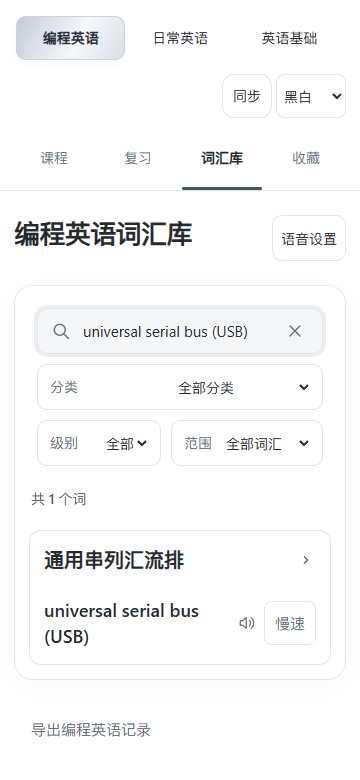 编程英语 日常英语 英语基础
同步 黑白
课程 复习 词汇库 收藏
编程英语词汇库 语音设置
universal serial bus (USB)
分类 全部分类
级别 全部 范围 全部词汇
共 1 个词
通用串列汇流排
universal serial bus
(USB) 慢速
导出编程英语记录